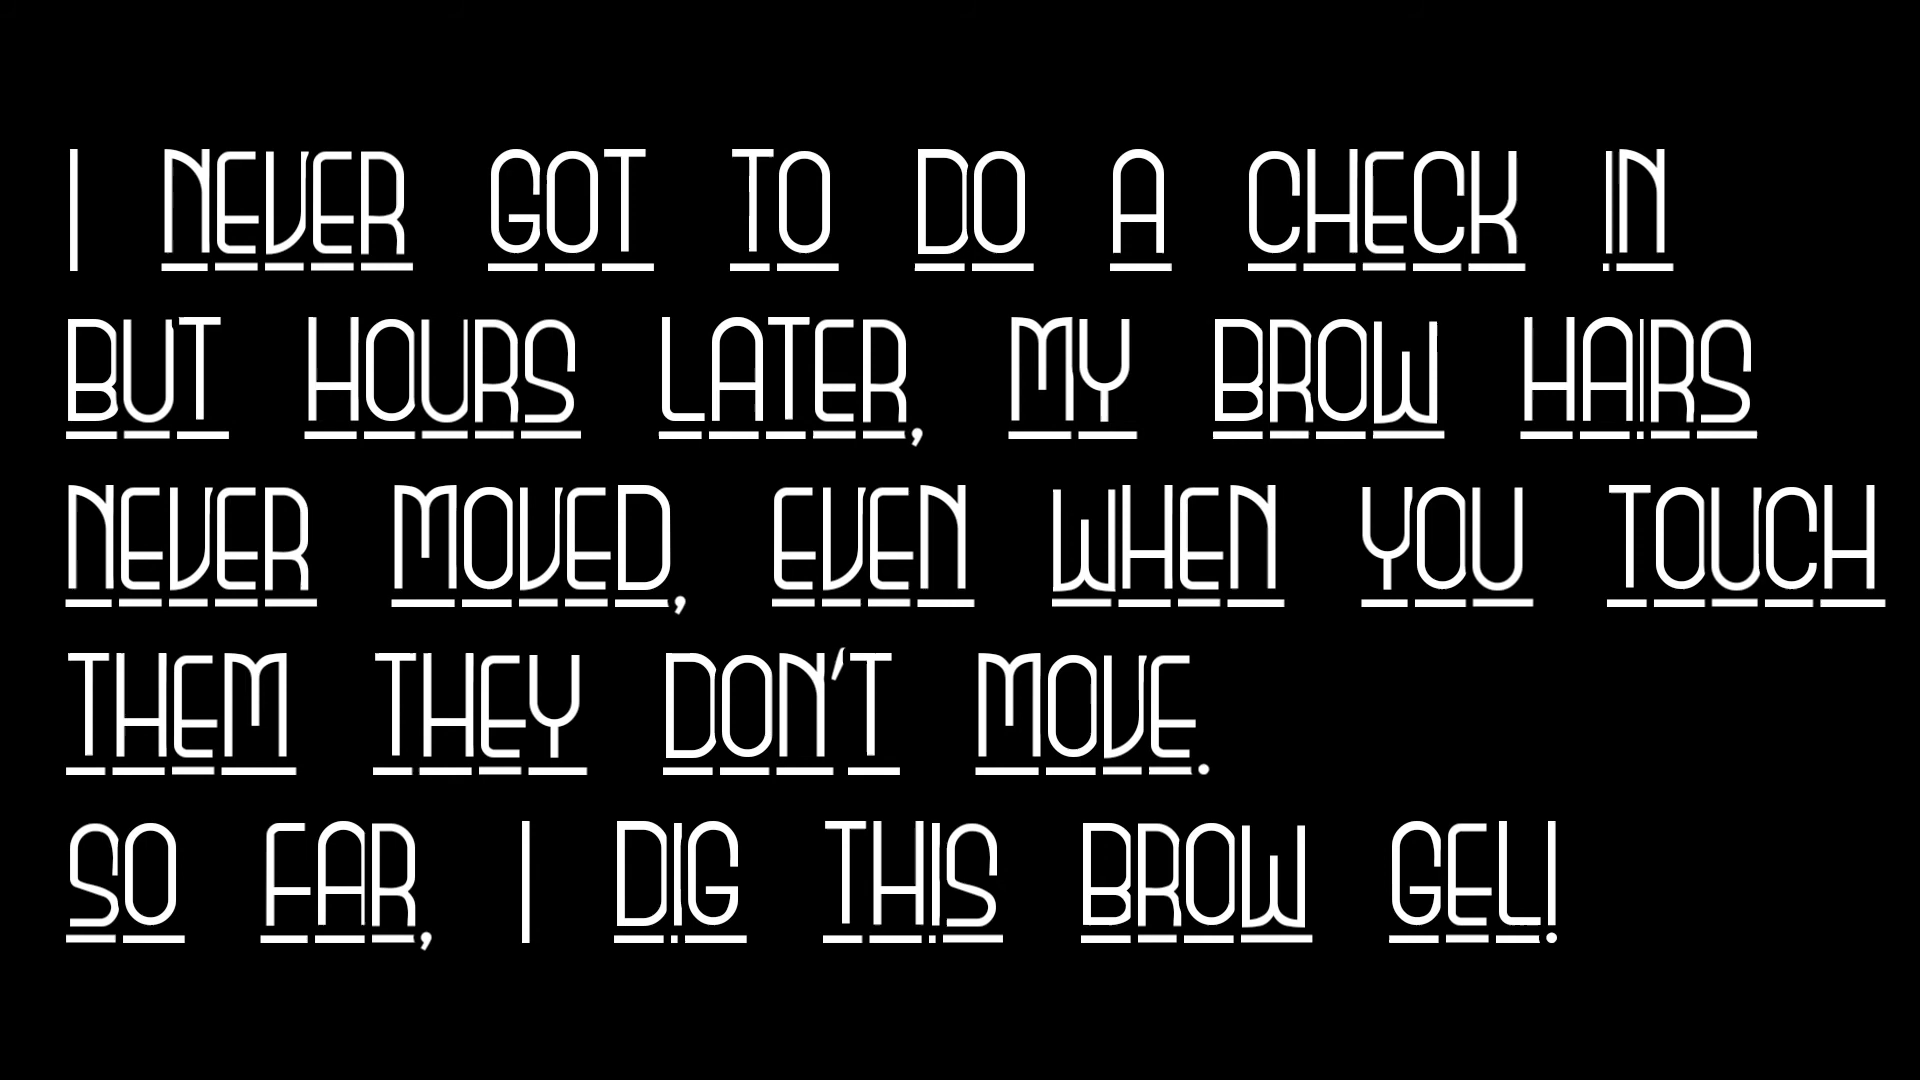 I NEVER GOT TO DO A CHECK IN
BUT HOURS LATER, MY BROW HAIRS
NEVER MOVED, EVEN WHEN YOU TOUCH
THEM THEY DON'T MOVE.
SO FAR, I DIG THIS BROW GEL!